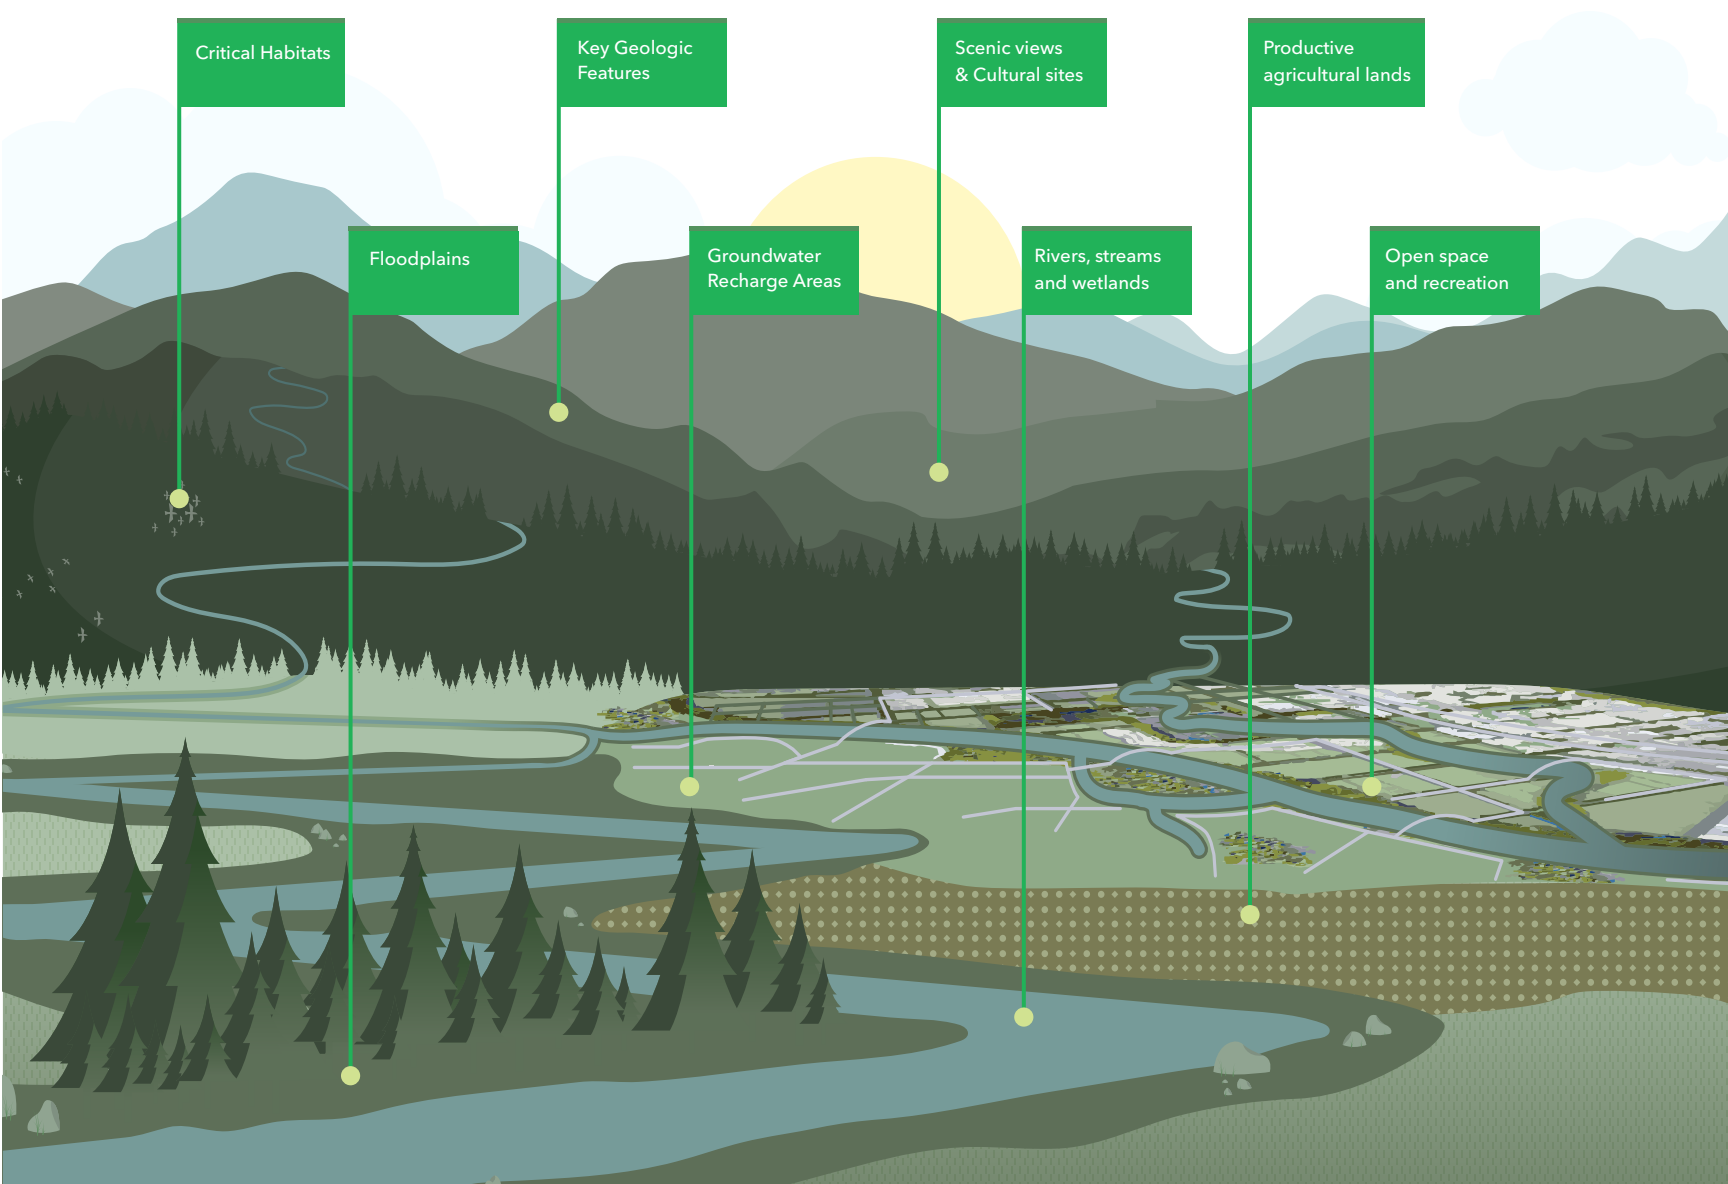 Critical Habitats
Key Geologic
Features
Scenic views
& Cultural sites
Productive
agricultural lands
Floodplains
Groundwater
Recharge Areas
Rivers, streams
and wetlands
Open space
and recreation